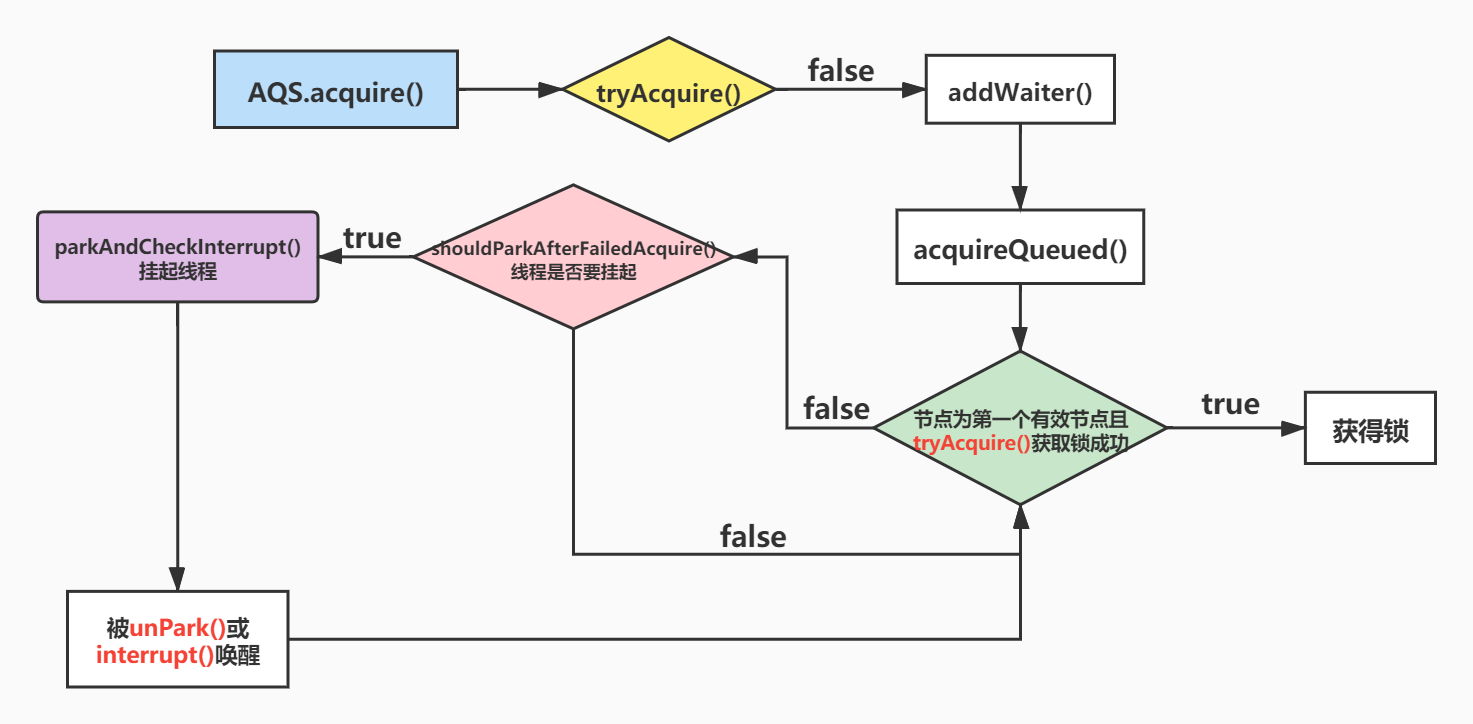 AQS.acquire()
tryAcquire()
false
addWaiter()
acquireQueued()
节点为第一个有效节点且
tryAcquire()获取锁成功
true
获得锁
false
shouldParkAfterFailedAcquire()
线程是否要挂起
true
parkAndCheckInterrupt()
挂起线程
false
被unPark()或
interrupt()唤醒